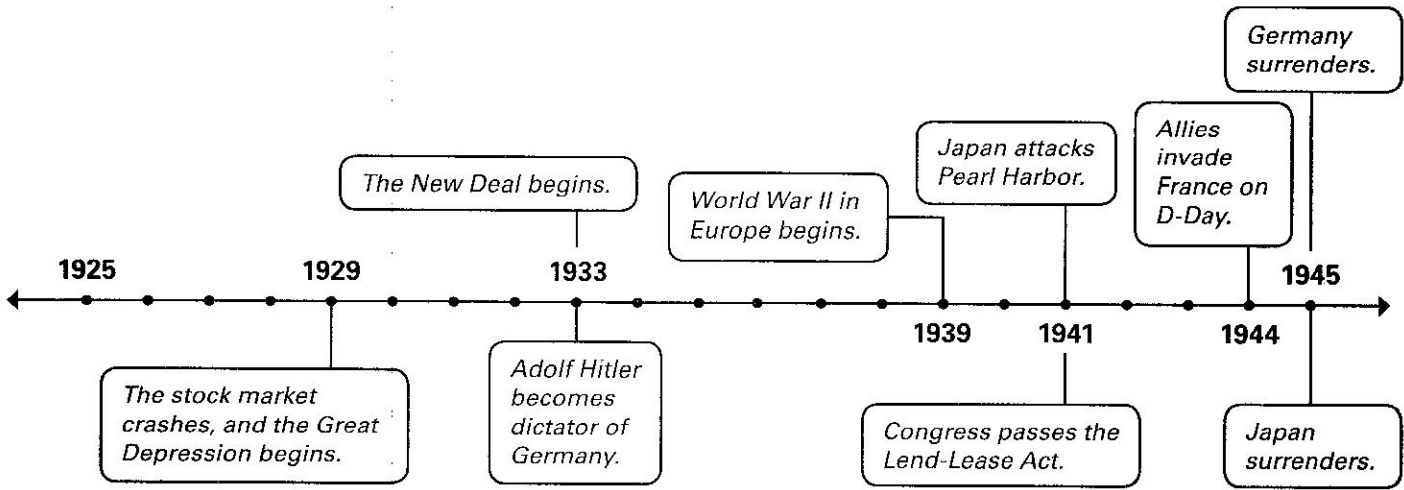 Germany
surrenders.
Allies
invade
France on
D-Day.
Japan attacks
Pearl Harbor.
The New Deal begins.
World War II in
Europe begins.
1925
1929
1933
1945
1939
1941
1944
The stock market
crashes, and the Great
Depression begins.
Adolf Hitler
becomes
dictator of
Germany.
Congress passes the
Lend-Lease Act.
Japan
surrenders.